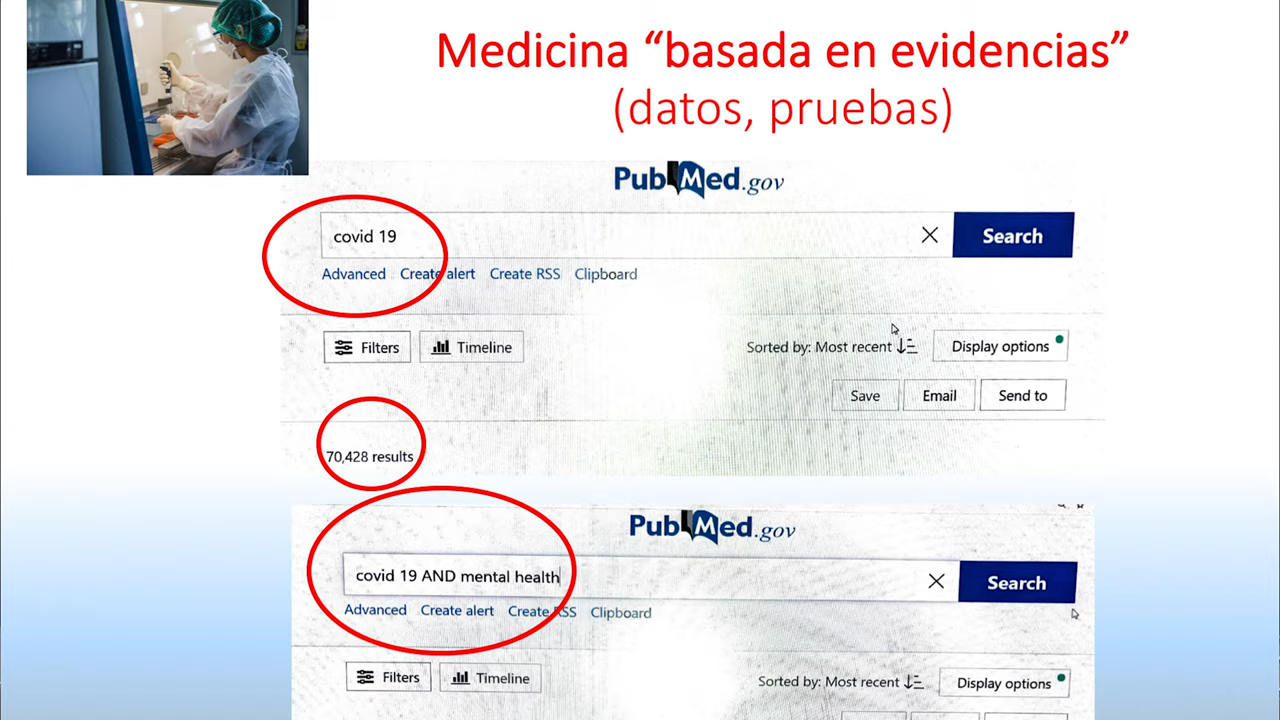 Medicina “basada en evidencias”
(datos, pruebas)
PubMed.gov
covid 19
Search
Advanced Create alert Create RSS Clipboard
Filters Timeline Sorted by: Most recent Display options
Save Email Send to
70,428 results
PubMed.gov
covid 19 AND mental health
Search
Advanced Create alert Create RSS Clipboard
Filters Timeline Sorted by: Most recent Display options